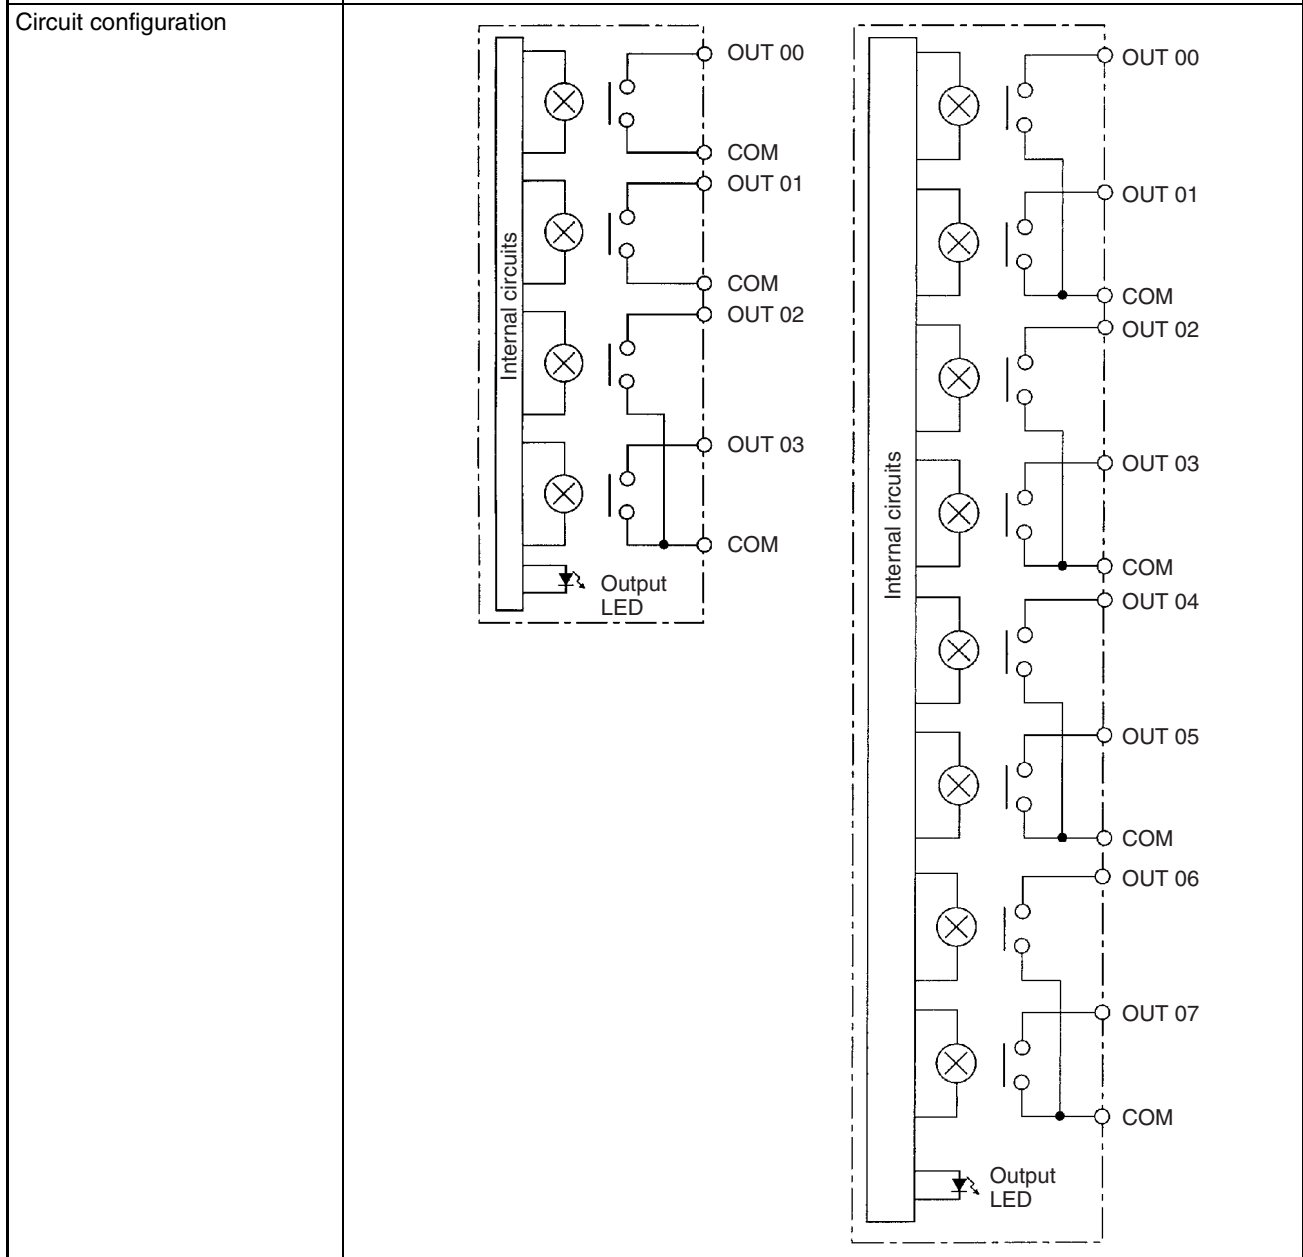 Circuit configuration
Internal circuits
OUT 00
COM
OUT 01
COM
OUT 02
OUT 03
COM
Output
LED
Internal circuits
OUT 00
OUT 01
COM
OUT 02
OUT 03
COM
OUT 04
OUT 05
COM
OUT 06
OUT 07
COM
Output
LED